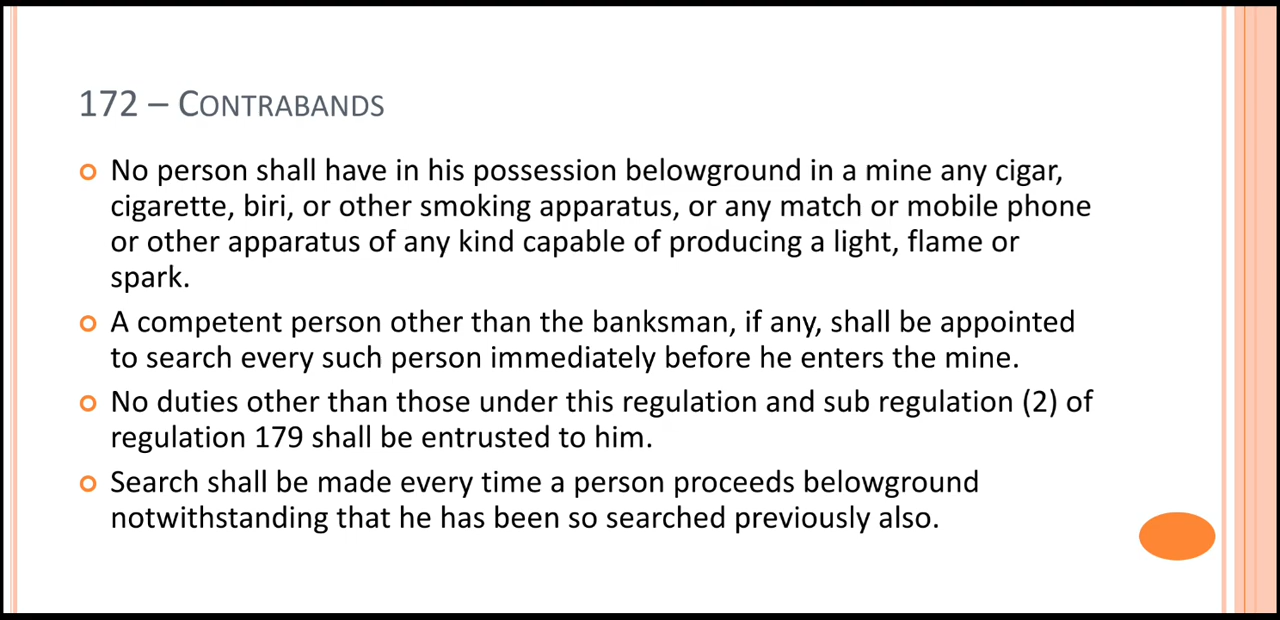 172 – Contrabands
No person shall have in his possession belowground in a mine any cigar,
cigarette, biri, or other smoking apparatus, or any match or mobile phone
or other apparatus of any kind capable of producing a light, flame or
spark.
A competent person other than the banksman, if any, shall be appointed
to search every such person immediately before he enters the mine.
No duties other than those under this regulation and sub regulation (2) of
regulation 179 shall be entrusted to him.
Search shall be made every time a person proceeds belowground
notwithstanding that he has been so searched previously also.